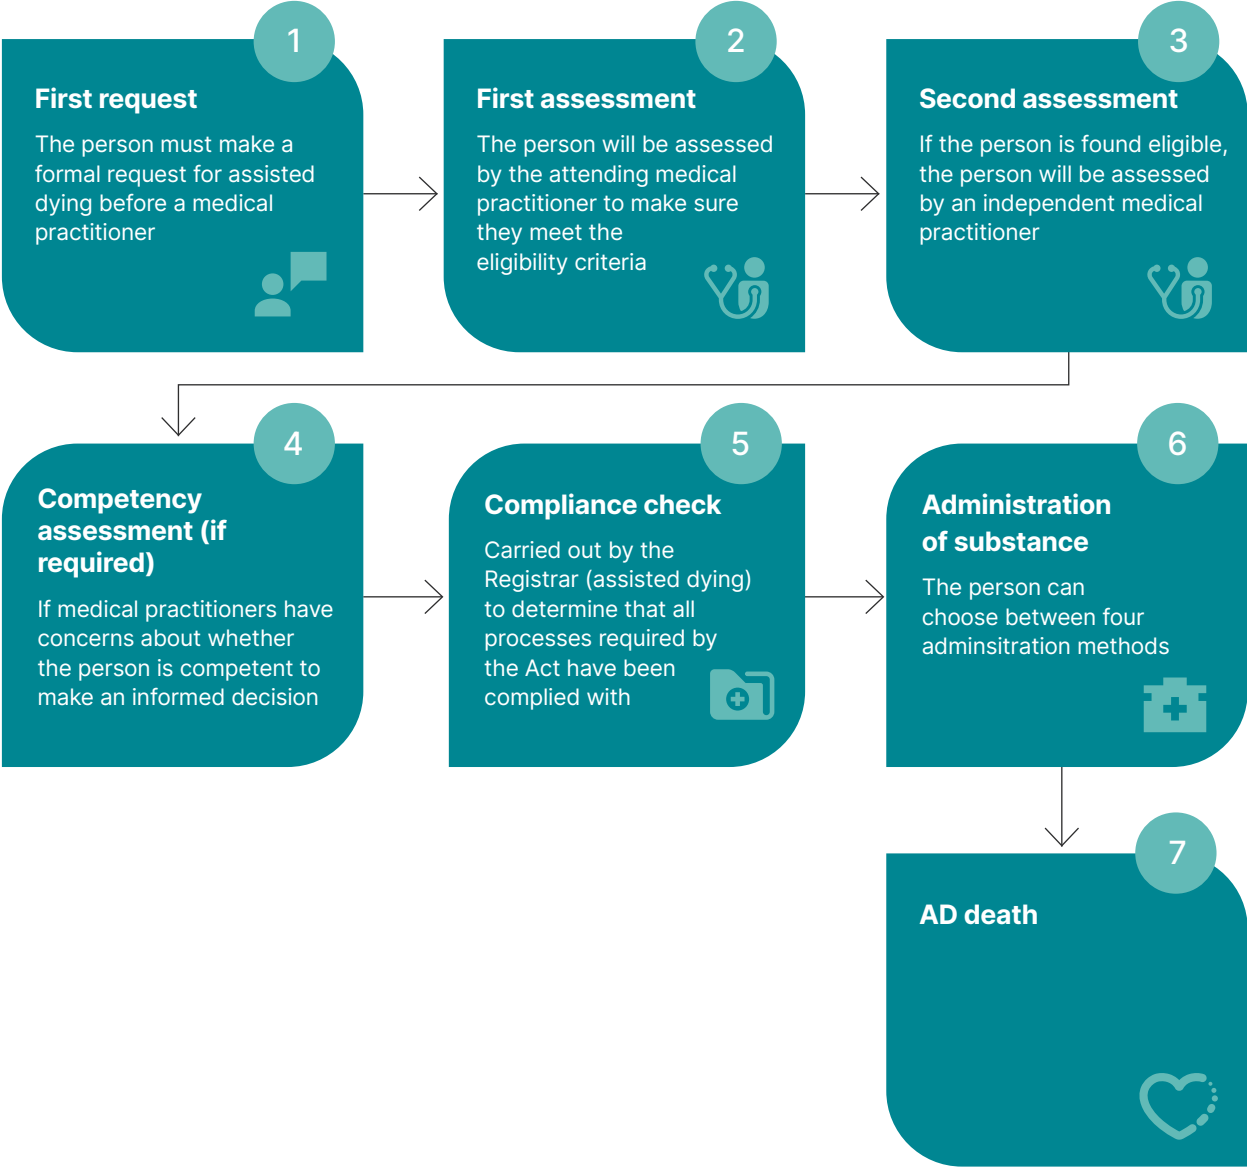 1
First request
The person must make a
formal request for assisted
dying before a medical
practitioner
2
First assessment
The person will be assessed
by the attending medical
practitioner to make sure
they meet the
eligibility criteria
3
Second assessment
If the person is found eligible,
the person will be assessed
by an independent medical
practitioner
4
Competency
assessment (if
required)
If medical practitioners have
concerns about whether
the person is competent to
make an informed decision
5
Compliance check
Carried out by the
Registrar (assisted dying)
to determine that all
processes required by
the Act have been
complied with
6
Administration
of substance
The person can
choose between four
adminsitration methods
7
AD death